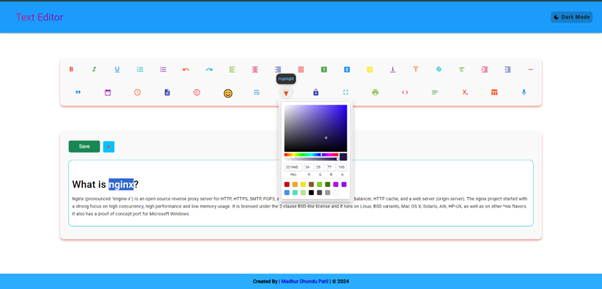 Text Editor
Dark Mode
Highlight
Save
Hex
R
G
B
A
What is nginx?
Nginx (pronounced "engine-x") is an open source reverse proxy server for HTTP, HTTPS, SMTP, POP3, balancer, HTTP cache, and a web server (origin server). The nginx project started with
a strong focus on high concurrency, high performance and low memory usage. It is licensed under the 2-clause BSD-like license and it runs on Linux, BSD variants, Mac OS X, Solaris, AIX, HP-UX, as well as on other *nix flavors.
It also has a proof of concept port for Microsoft Windows.
Created By | Madhur Dhondu Patil | © 2024